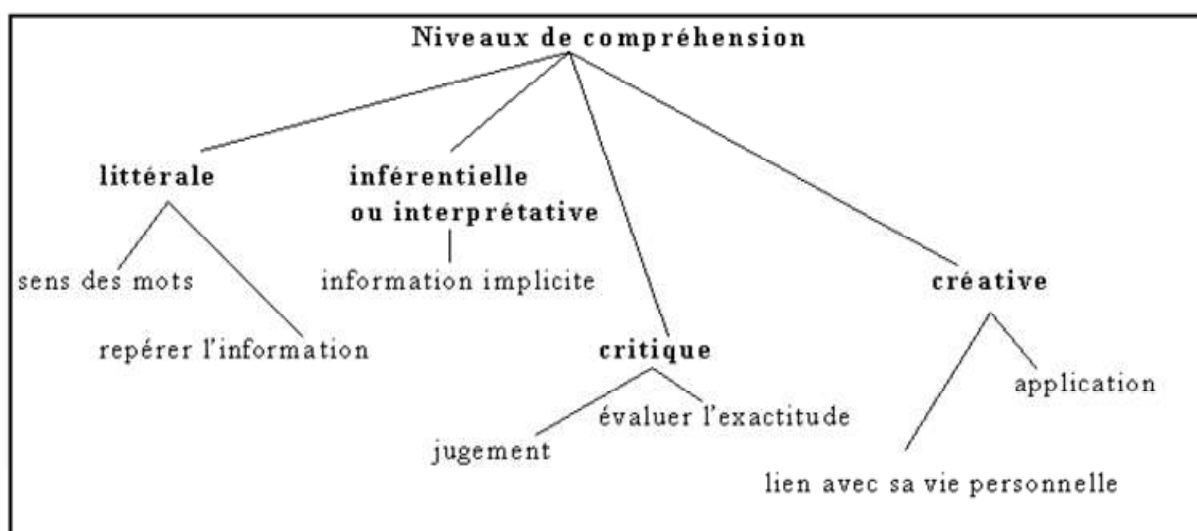 Niveaux de compréhension
littérale
inférentielle
ou interprétative
sens des mots
information implicite
créative
repérer l'information
critique
application
évaluer l'exactitude
jugement
lien avec sa vie personnelle